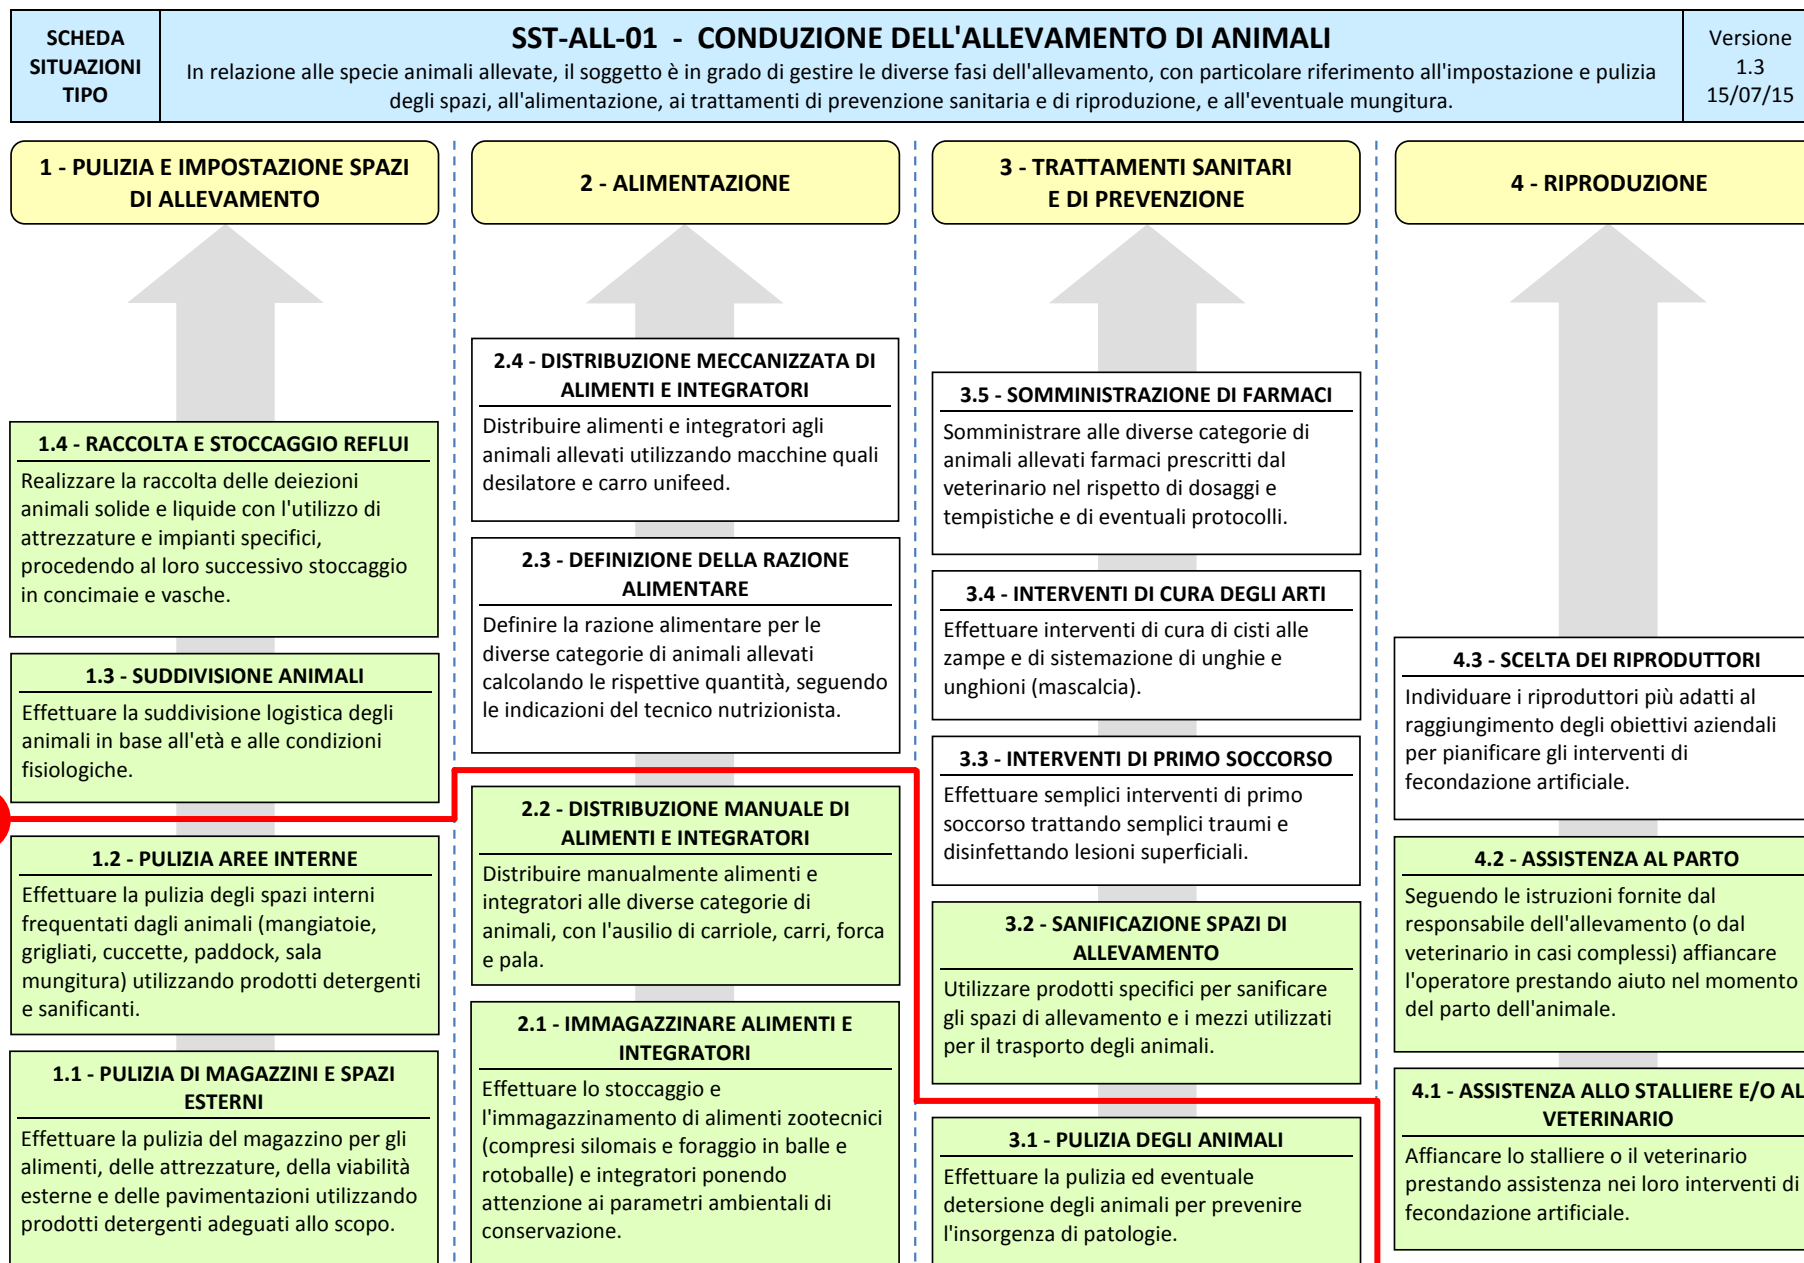 SCHEDA
SITUAZIONI
TIPO
SST-ALL-01 - CONDUZIONE DELL'ALLEVAMENTO DI ANIMALI
In relazione alle specie animali allevate, il soggetto è in grado di gestire le diverse fasi dell'allevamento, con particolare riferimento all'impostazione e pulizia
degli spazi, all'alimentazione, ai trattamenti di prevenzione sanitaria e di riproduzione, e all'eventuale mungitura.
Versione
1.3
15/07/15
1 - PULIZIA E IMPOSTAZIONE SPAZI
DI ALLEVAMENTO
1.4 - RACCOLTA E STOCCAGGIO REFLUI
Realizzare la raccolta delle deiezioni
animali solide e liquide con l'utilizzo di
attrezzature e impianti specifici,
procedendo al loro successivo stoccaggio
in concimaie e vasche.
1.3 - SUDDIVISIONE ANIMALI
Effettuare la suddivisione logistica degli
animali in base all'età e alle condizioni
fisiologiche.
1.2 - PULIZIA AREE INTERNE
Effettuare la pulizia degli spazi interni
frequentati dagli animali (mangiatoie,
grigliati, cuccette, paddock, sala
mungitura) utilizzando prodotti detergenti
e sanificanti.
1.1 - PULIZIA DI MAGAZZINI E SPAZI
ESTERNI
Effettuare la pulizia del magazzino per gli
alimenti, delle attrezzature, della viabilità
esterne e delle pavimentazioni utilizzando
prodotti detergenti adeguati allo scopo.
2 - ALIMENTAZIONE
2.4 - DISTRIBUZIONE MECCANIZZATA DI
ALIMENTI E INTEGRATORI
Distribuire alimenti e integratori agli
animali allevati utilizzando macchine quali
desilatore e carro unifeed.
2.3 - DEFINIZIONE DELLA RAZIONE
ALIMENTARE
Definire la razione alimentare per le
diverse categorie di animali allevati
calcolando le rispettive quantità, seguendo
le indicazioni del tecnico nutrizionista.
2.2 - DISTRIBUZIONE MANUALE DI
ALIMENTI E INTEGRATORI
Distribuire manualmente alimenti e
integratori alle diverse categorie di
animali, con l'ausilio di carriole, carri, forca
e pala.
2.1 - IMMAGAZZINARE ALIMENTI E
INTEGRATORI
Effettuare lo stoccaggio e
l'immagazzinamento di alimenti zootecnici
(compresi silomais e foraggio in balle e
rotoballe) e integratori ponendo
attenzione ai parametri ambientali di
conservazione.
3 - TRATTAMENTI SANITARI
E DI PREVENZIONE
3.5 - SOMMINISTRAZIONE DI FARMACI
Somministrare alle diverse categorie di
animali allevati farmaci prescritti dal
veterinario nel rispetto di dosaggi e
tempistiche e di eventuali protocolli.
3.4 - INTERVENTI DI CURA DEGLI ARTI
Effettuare interventi di cura di cisti alle
zampe e di sistemazione di unghie e
unghioni (mascalcia).
3.3 - INTERVENTI DI PRIMO SOCCORSO
Effettuare semplici interventi di primo
soccorso trattando semplici traumi e
disinfettando lesioni superficiali.
3.2 - SANIFICAZIONE SPAZI DI
ALLEVAMENTO
Utilizzare prodotti specifici per sanificare
gli spazi di allevamento e i mezzi utilizzati
per il trasporto degli animali.
3.1 - PULIZIA DEGLI ANIMALI
Effettuare la pulizia ed eventuale
detersione degli animali per prevenire
l'insorgenza di patologie.
4 - RIPRODUZIONE
4.3 - SCELTA DEI RIPRODUTTORI
Individuare i riproduttori più adatti al
raggiungimento degli obiettivi aziendali
per pianificare gli interventi di
fecondazione artificiale.
4.2 - ASSISTENZA AL PARTO
Seguendo le istruzioni fornite dal
responsabile dell'allevamento (o dal
veterinario in casi complessi) affiancare
l'operatore prestando aiuto nel momento
del parto dell'animale.
4.1 - ASSISTENZA ALLO STALLIERE E/O AL
VETERINARIO
Affiancare lo stalliere o il veterinario
prestando assistenza nei loro interventi di
fecondazione artificiale.